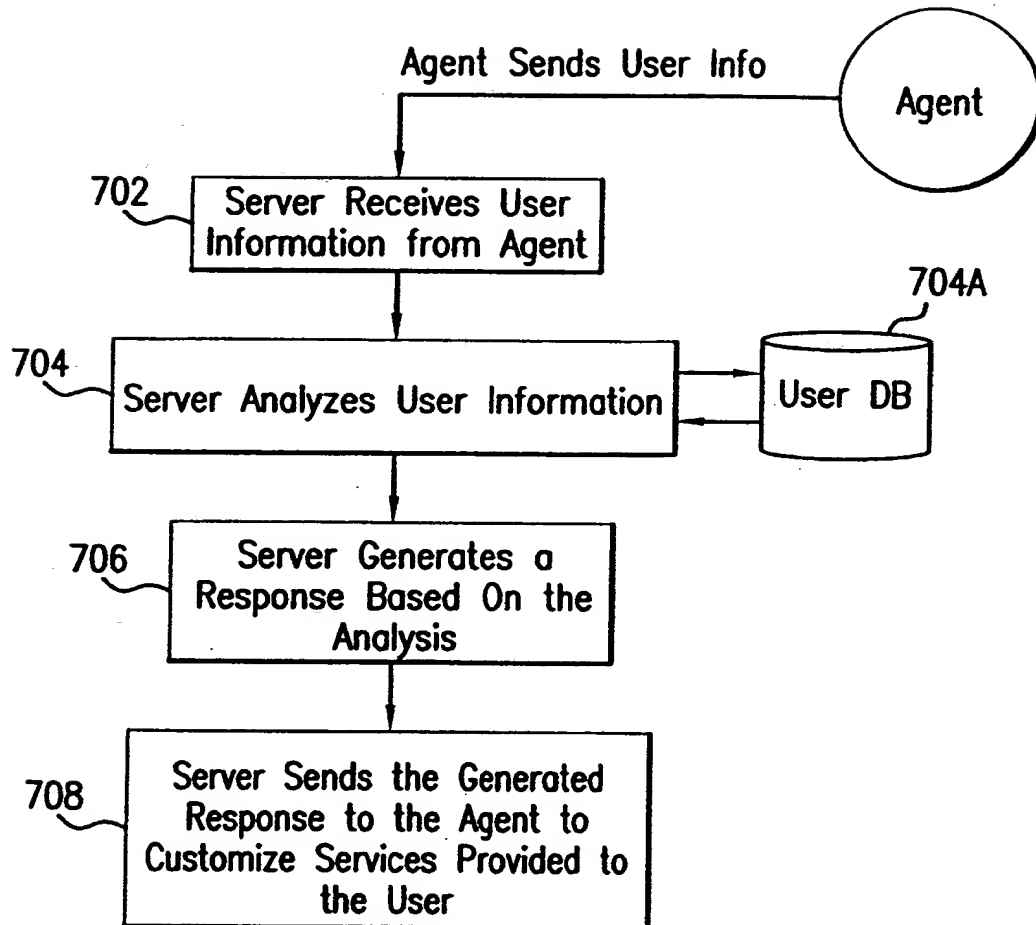 Agent Sends User Info
Agent
702
Server Receives User
Information from Agent
704A
704
Server Analyzes User Information
User DB
706
Server Generates a
Response Based On the
Analysis
708
Server Sends the Generated
Response to the Agent to
Customize Services Provided to
the User